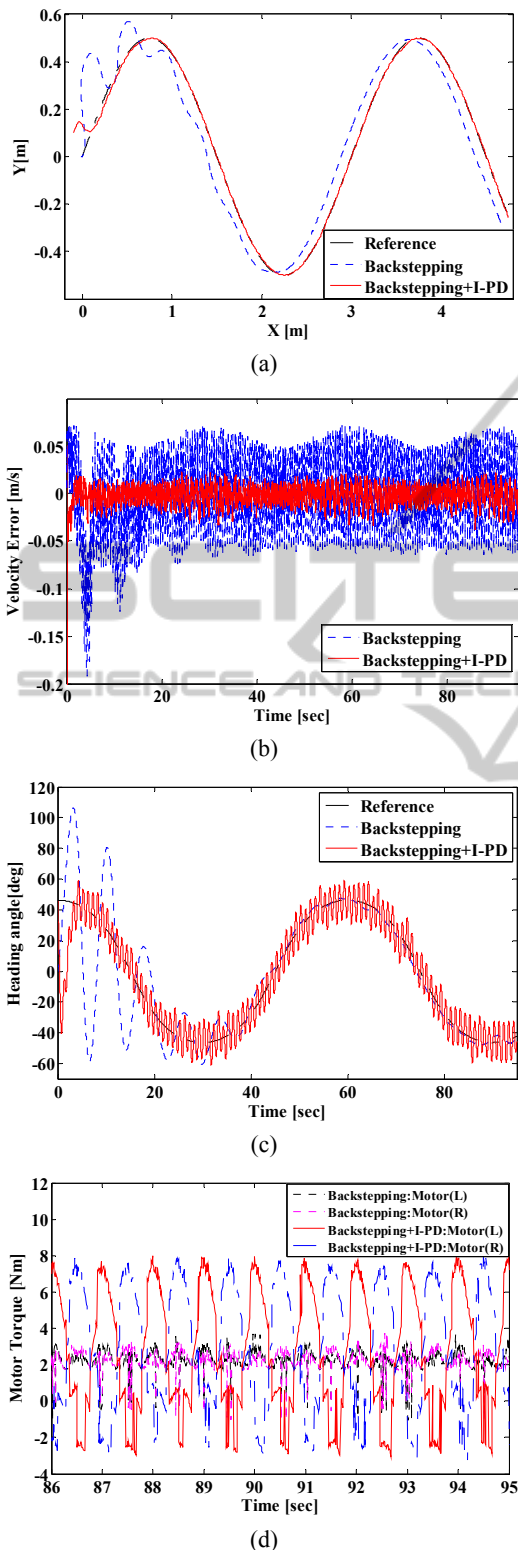 0.6
0.4
0.2
0
-0.2
-0.4
Y[m]
Reference
Backstepping
Backstepping+I-PD
0 1 2 3 4
X [m]
(a)
0.05
0
-0.05
-0.1
-0.15
-0.2
Velocity Error [m/s]
SCITE
SCIENCE AND TECH
Backstepping
Backstepping+I-PD
0 20 40 60 80
Time [sec]
(b)
120
100
80
60
40
20
0
-20
-40
-60
Heading angle[deg]
Reference
Backstepping
Backstepping+I-PD
0 20 40 60 80
Time [sec]
(c)
12
10
8
6
4
2
0
-2
-4
Motor Torque [Nm]
Backstepping:Motor(L)
Backstepping:Motor(R)
Backstepping+I-PD:Motor(L)
Backstepping+I-PD:Motor(R)
86 87 88 89 90 91 92 93 94 95
Time [sec]
(d)